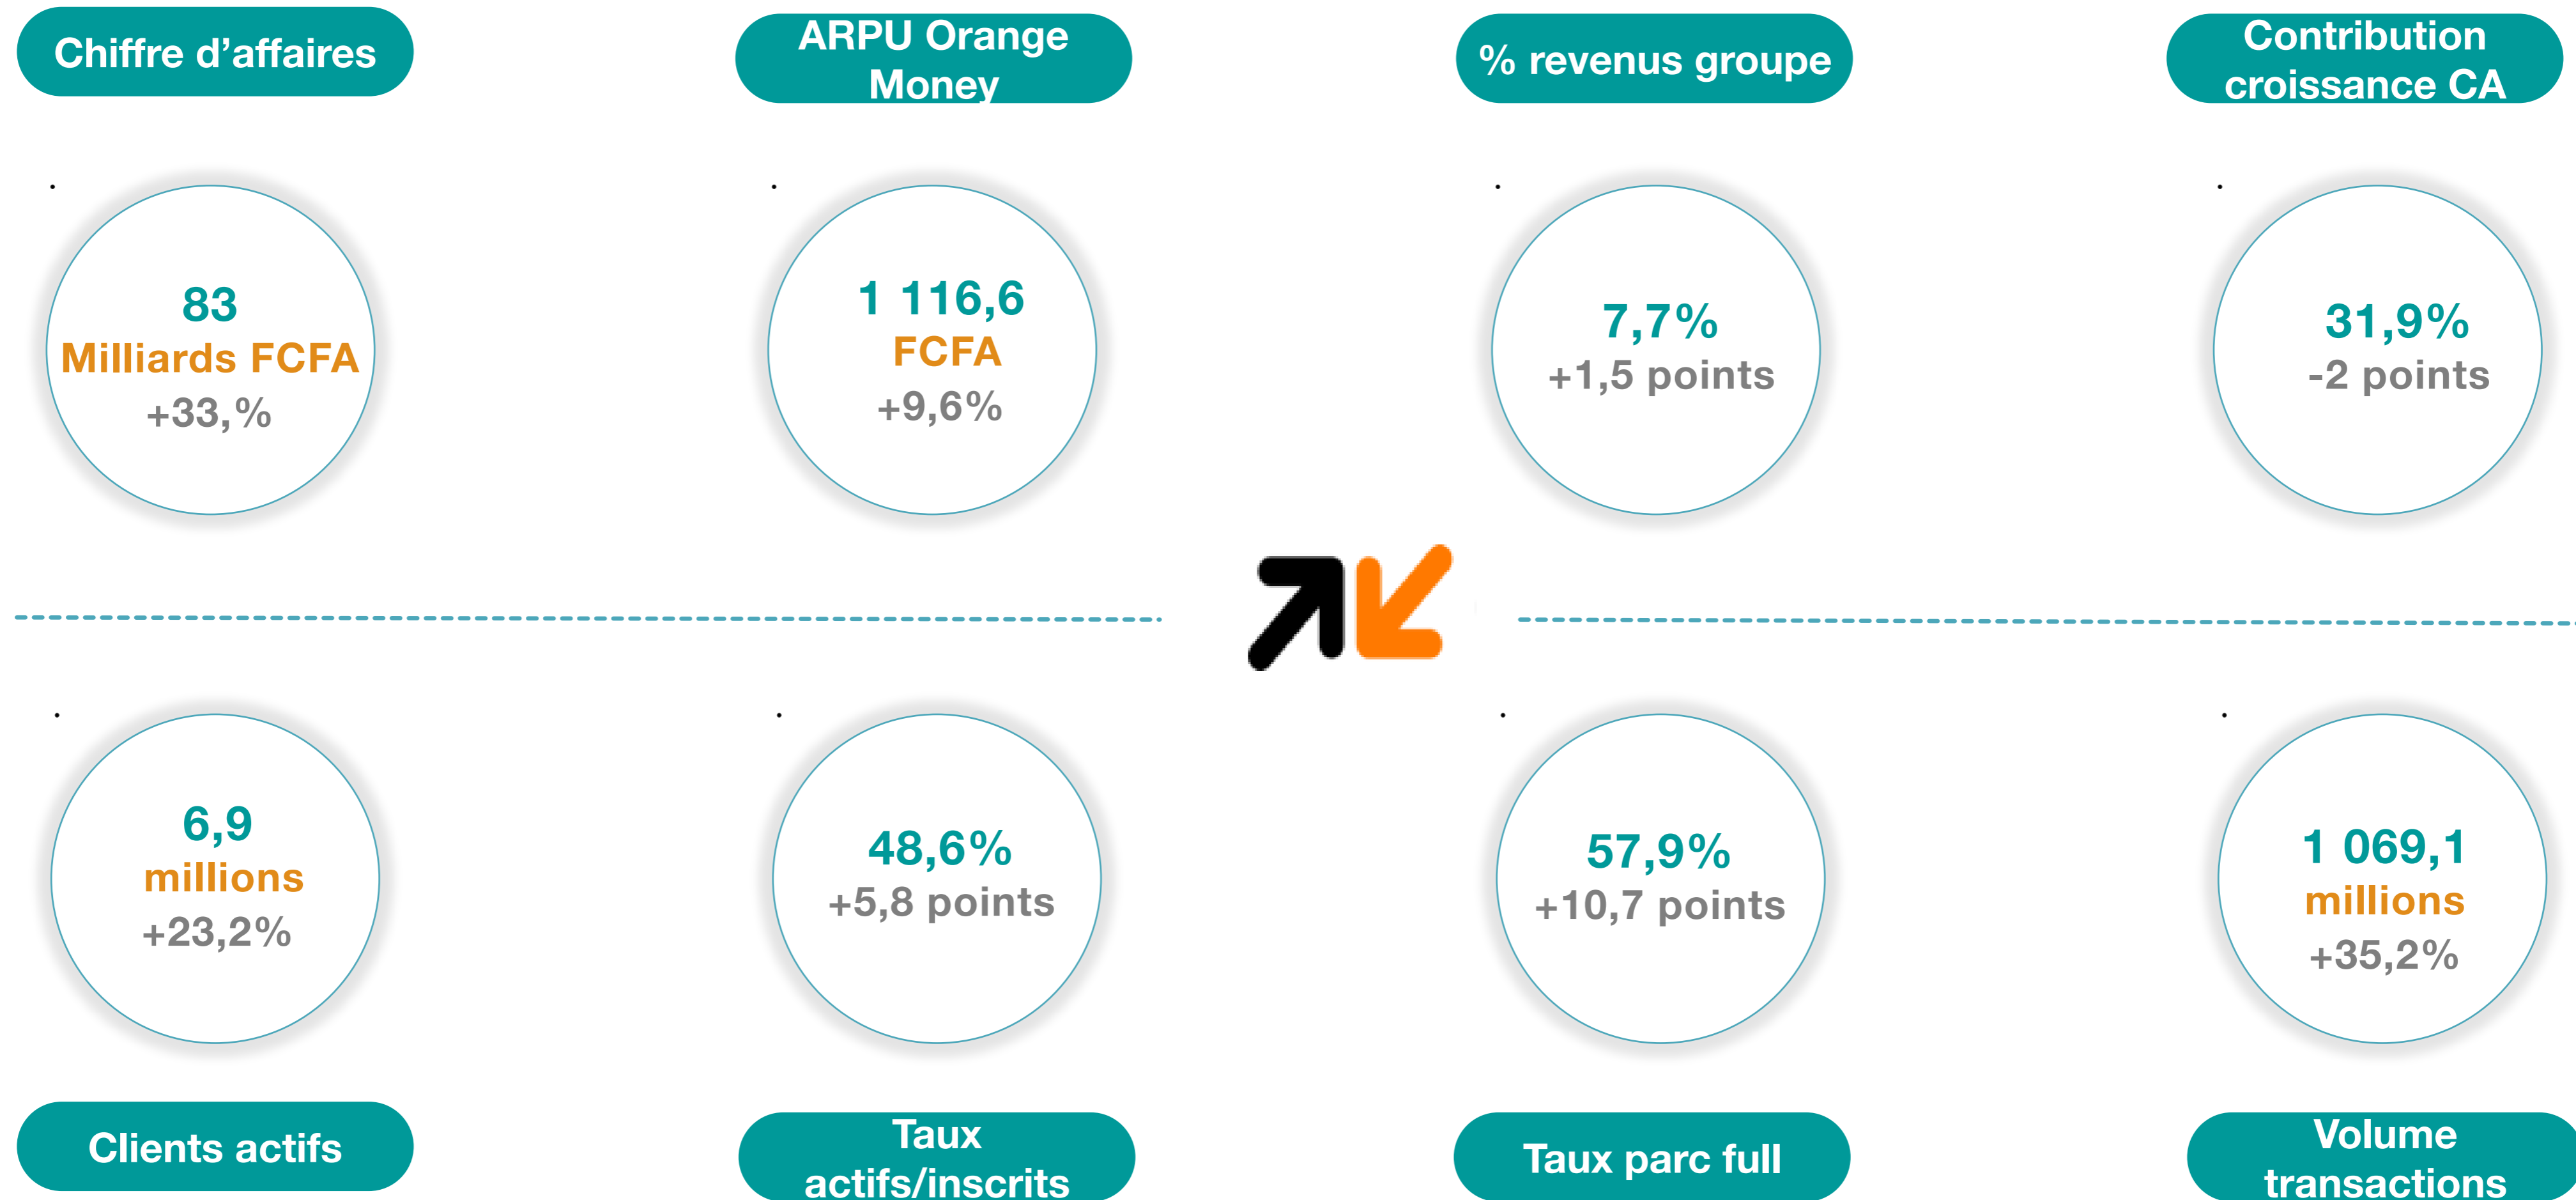 Chiffre d'affaires
ARPU Orange
Money
% revenus groupe
Contribution
croissance CA
83
Milliards FCFA
+33,%
1 116,6
FCFA
+9,6%
7,7%
+1,5 points
31,9%
-2 points
6,9
millions
+23,2%
48,6%
+5,8 points
57,9%
+10,7 points
1 069,1
millions
+35,2%
Clients actifs
Taux
actifs/inscrits
Taux parc full
Volume
transactions